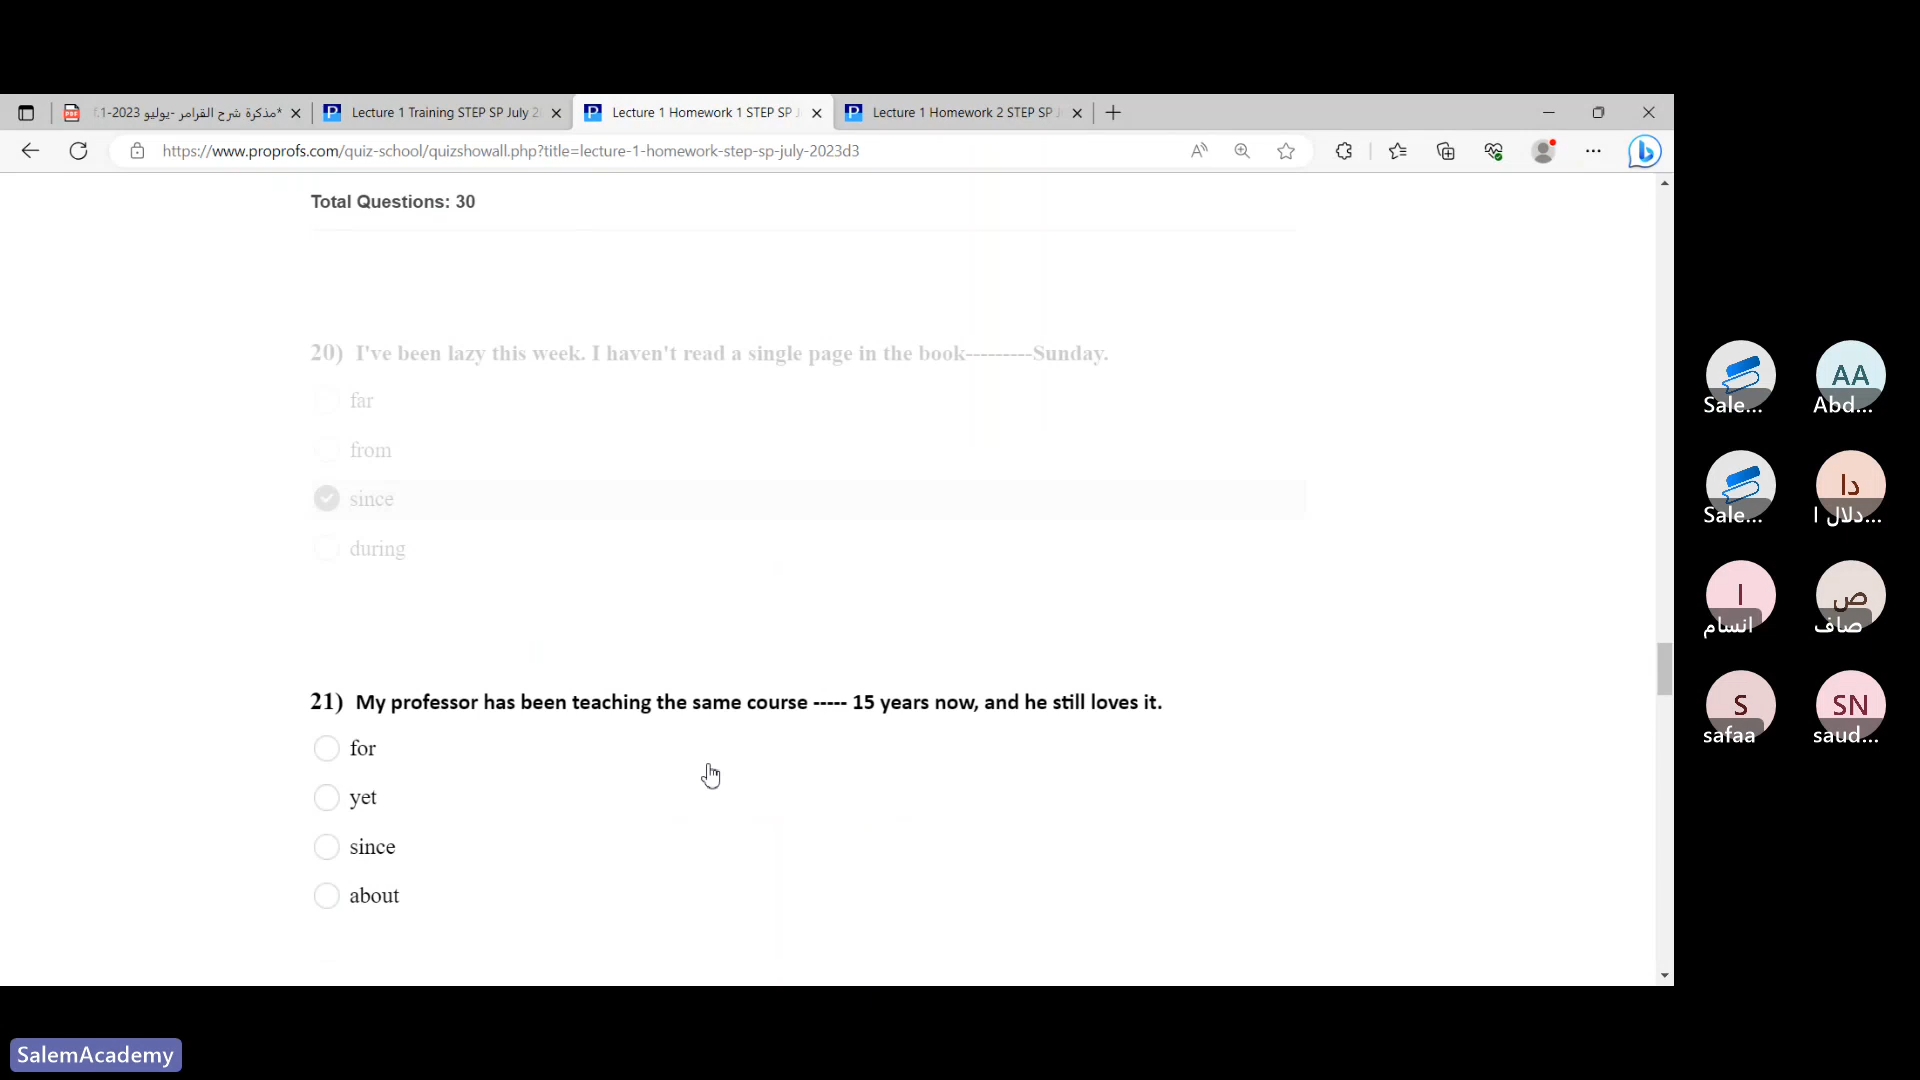 *مذكرة شرح القرامر -يوليو 2023-1
Lecture 1 Training STEP SP July 2
Lecture 1 Homework 1 STEP SP J
Lecture 1 Homework 2 STEP SP J
https://www.proprofs.com/quiz-school/quizshowall.php?title=lecture-1-homework-step-sp-july-2023d3
Total Questions: 30
20) I've been lazy this week. I haven't read a single page in the book---------Sunday.
far
from
since
during
21) My professor has been teaching the same course ----- 15 years now, and he still loves it.
for
yet
since
about
Sale...
AA
Abd...
Sale...
دا
دلال ا...
ا
انسام
ص
صاف
S
safaa
SN
saud...
SalemAcademy